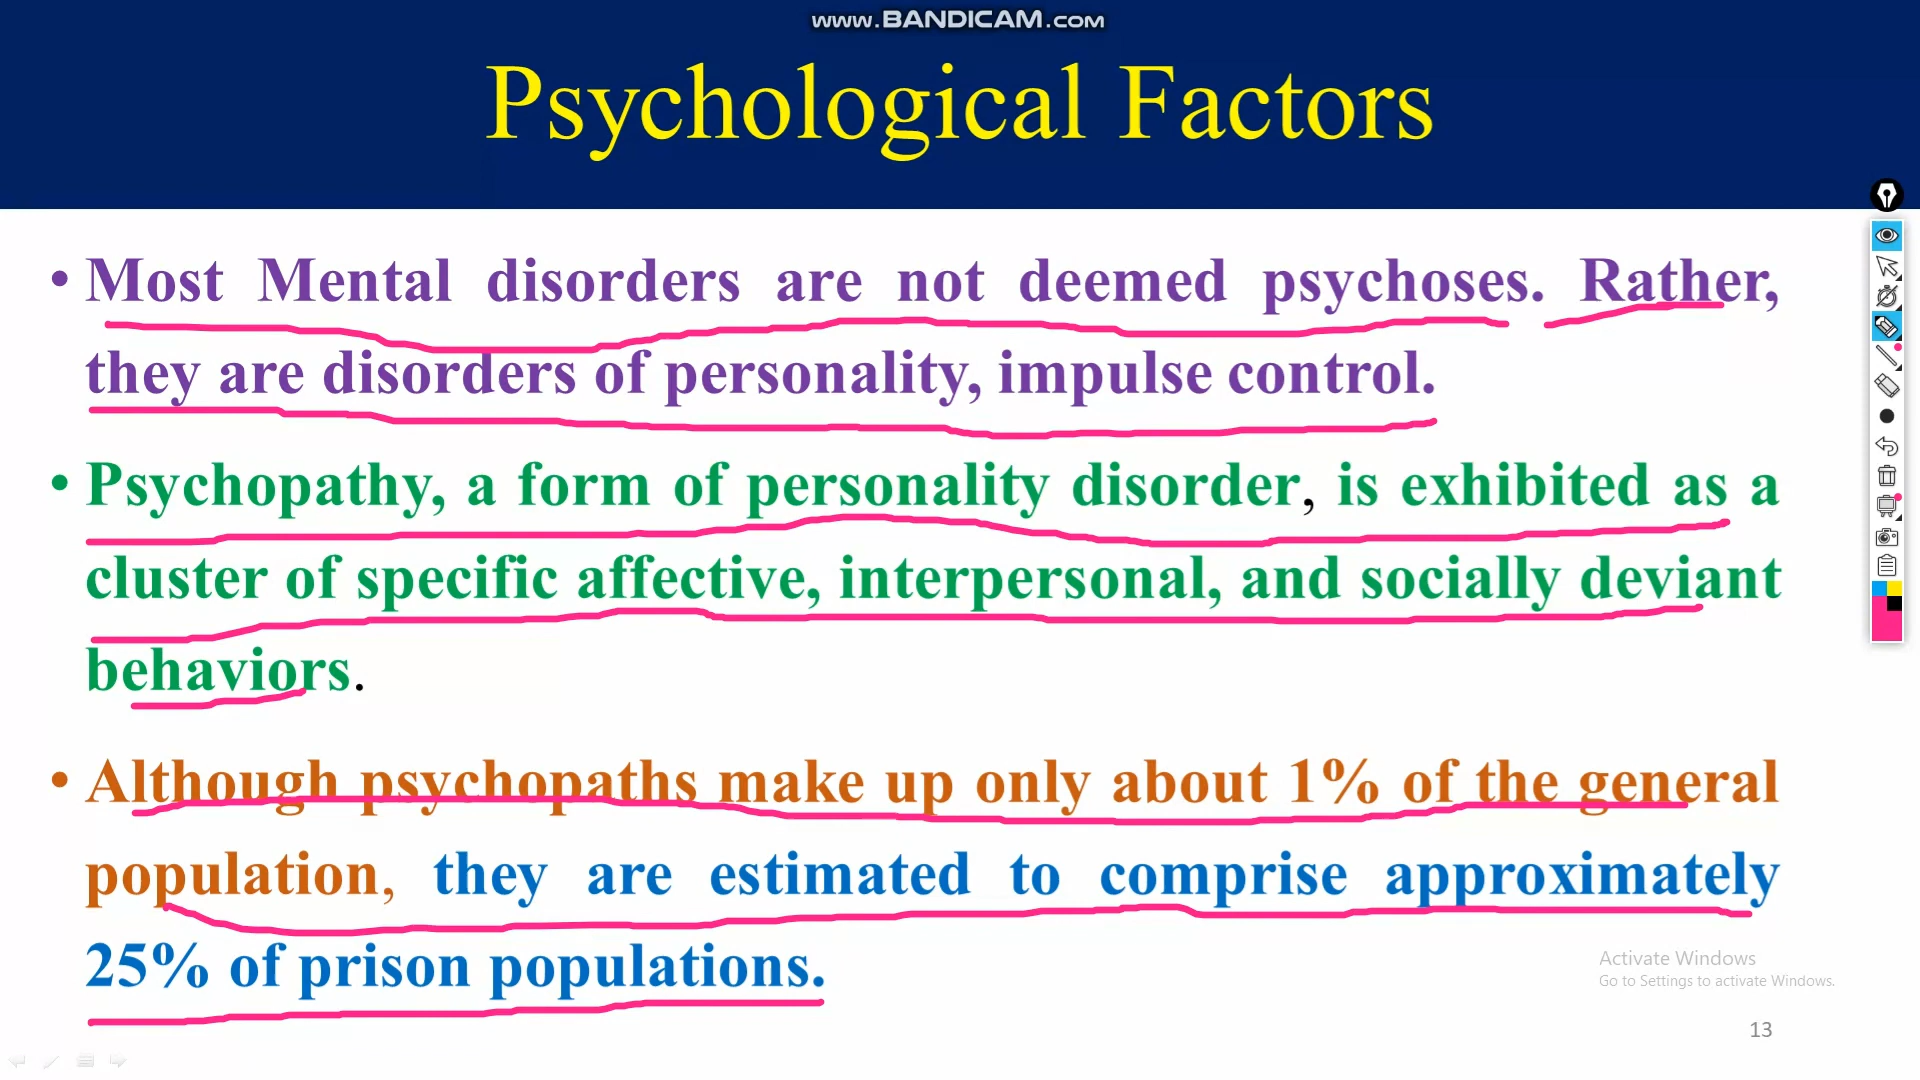 www.BANDICAM.com
Psychological Factors
• Most Mental disorders are not deemed psychoses. Rather,
they are disorders of personality, impulse control.
• Psychopathy, a form of personality disorder, is exhibited as a
cluster of specific affective, interpersonal, and socially deviant
behaviors.
• Although psychopaths make up only about 1% of the general
population, they are estimated to comprise approximately
25% of prison populations.
Activate Windows
Go to Settings to activate Windows.
13